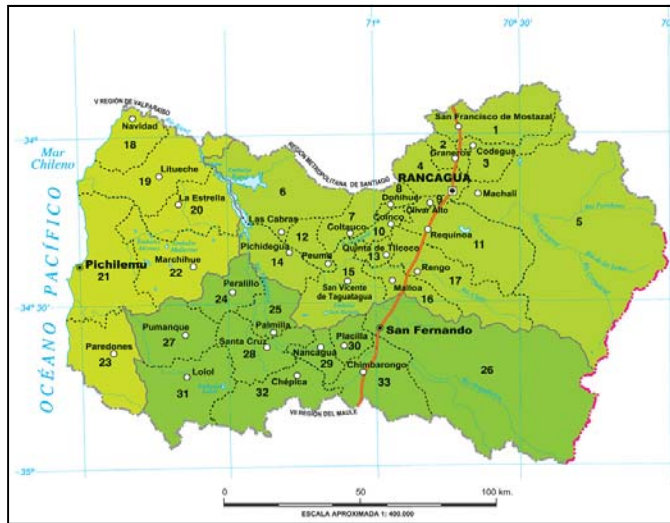 71°
70° 30'
V REGIÓN DE VALPARAÍSO
Navidad
18
34°
Mar
Chileno
San Francisco de Mostazal
1
2
Graneros
Codegua
3
4
REGIÓN METROPOLITANA DE SANTIAGO
RANCAGUA
Machalí
5
Litueche
19
La Estrella
20
6
7
8
Doñihue
9
Olivar Alto
Las Cabras
12
Coltauco
10
Coinco
Requinoa
11
Pichidegua
14
Peumo
13
Quinta de Tilcoco
OCÉANO PACÍFICO
Pichilemu
21
Marchihue
22
15
San Vicente
de Taguatagua
Rengo
Malloa
17
16
34° 30'
Peralillo
24
25
San Fernando
Pumanque
27
Palmilla
Santa Cruz
28
Placilla
30
Nancagua
29
Paredones
23
26
Lolol
31
Chépica
32
Chimbarongo
33
VII REGIÓN DEL MAULE
-35°
0
50
100 km.
ESCALA APROXIMADA 1: 400.000